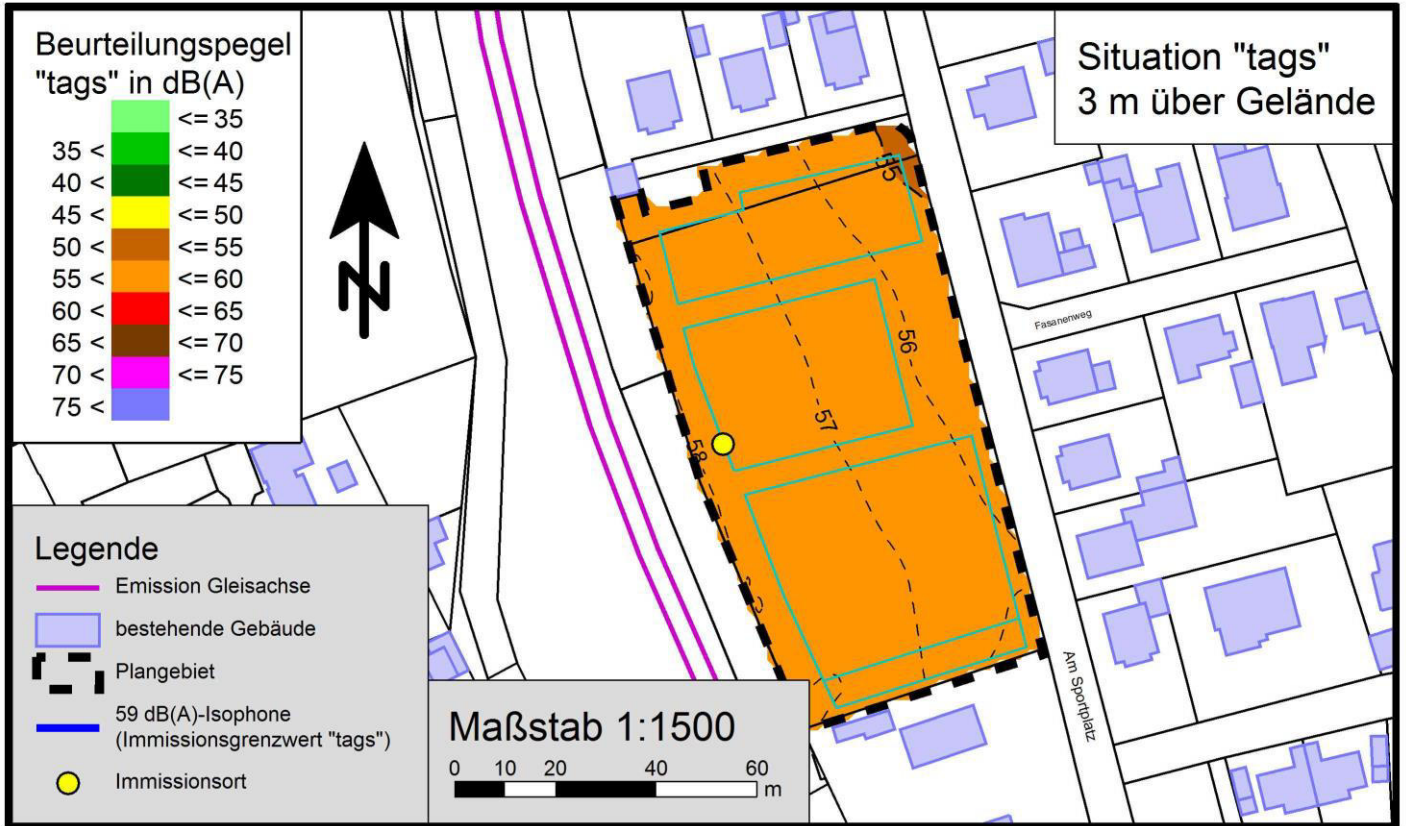 Beurteilungspegel
"tags" in dB(A)
<= 35
35 < <= 40
40 < <= 45
45 < <= 50
50 < <= 55
55 < <= 60
60 < <= 65
65 < <= 70
70 < <= 75
75 <
N
Situation "tags"
3 m über Gelände
55
56
57
58
Fasanenweg
Am Sportplatz
Legende
Emission Gleisachse
bestehende Gebäude
Plangebiet
59 dB(A)-Isophone
(Immissionsgrenzwert "tags")
Immissionsort
Maßstab 1:1500
0 10 20 40 60
m